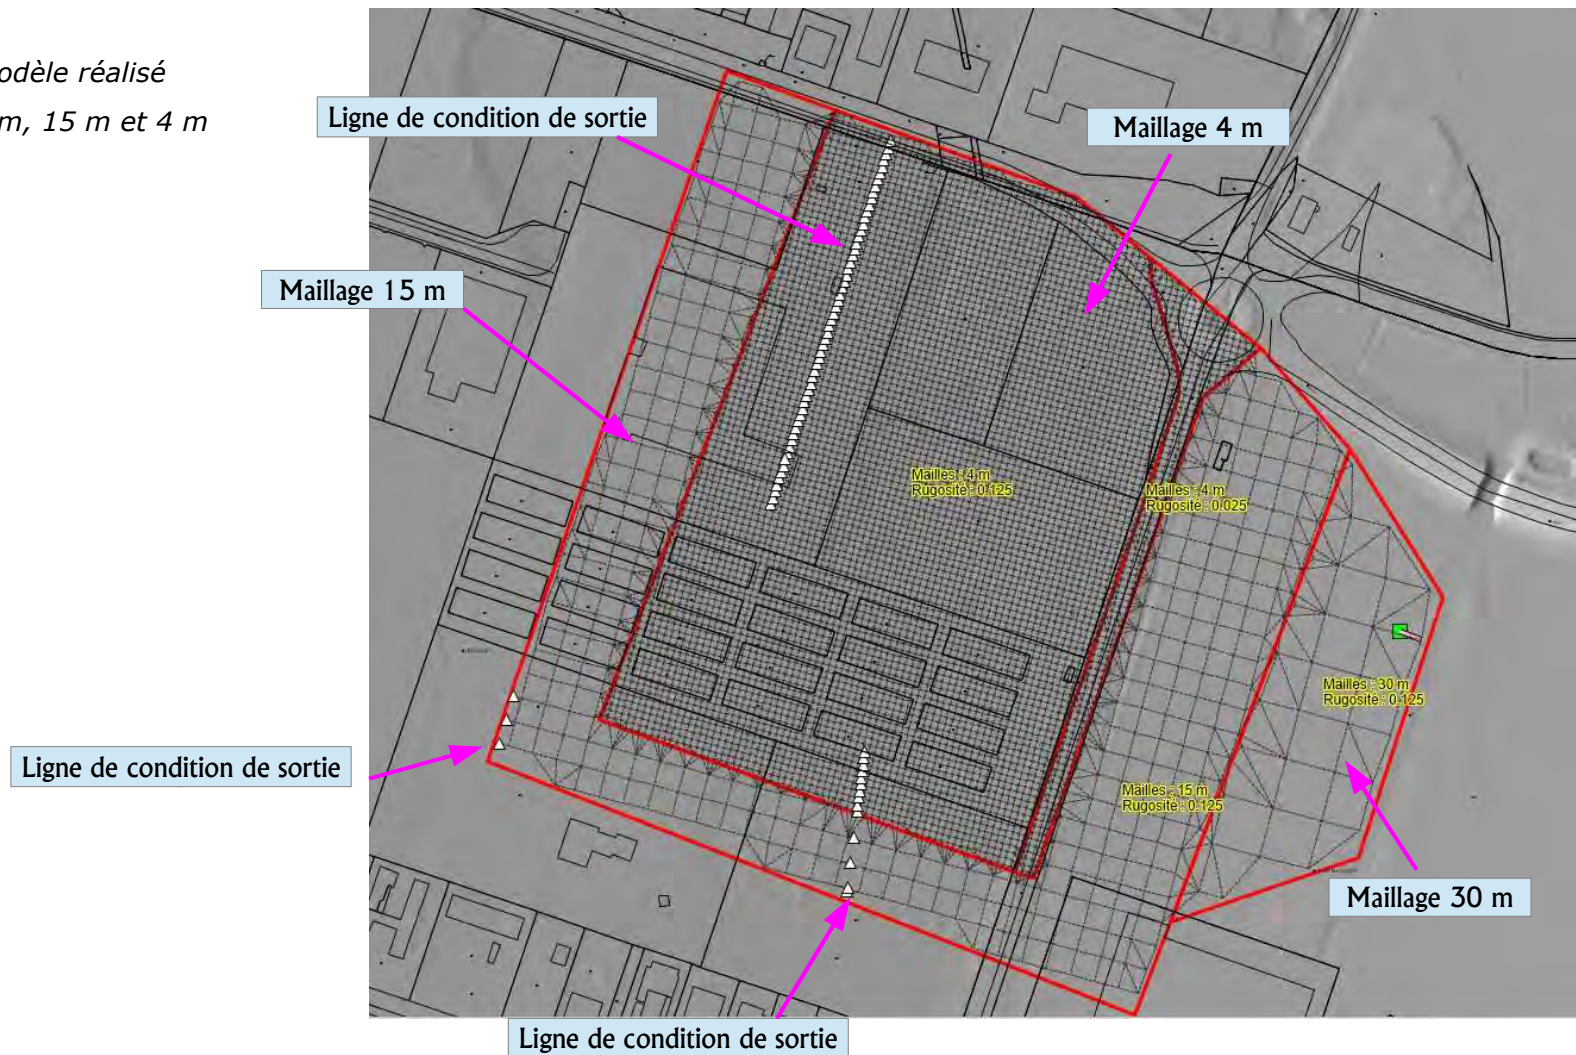 odèle réalisé
m, 15 m et 4 m
Ligne de condition de sortie
Maillage 4 m
Maillage 15 m
Mailles : 4 m
Rugosité : 0.125
Mailles : 4 m
Rugosité : 0.025
Mailles : 30 m
Rugosité : 0.125
Ligne de condition de sortie
Mailles : 15 m
Rugosité : 0.125
Maillage 30 m
Ligne de condition de sortie